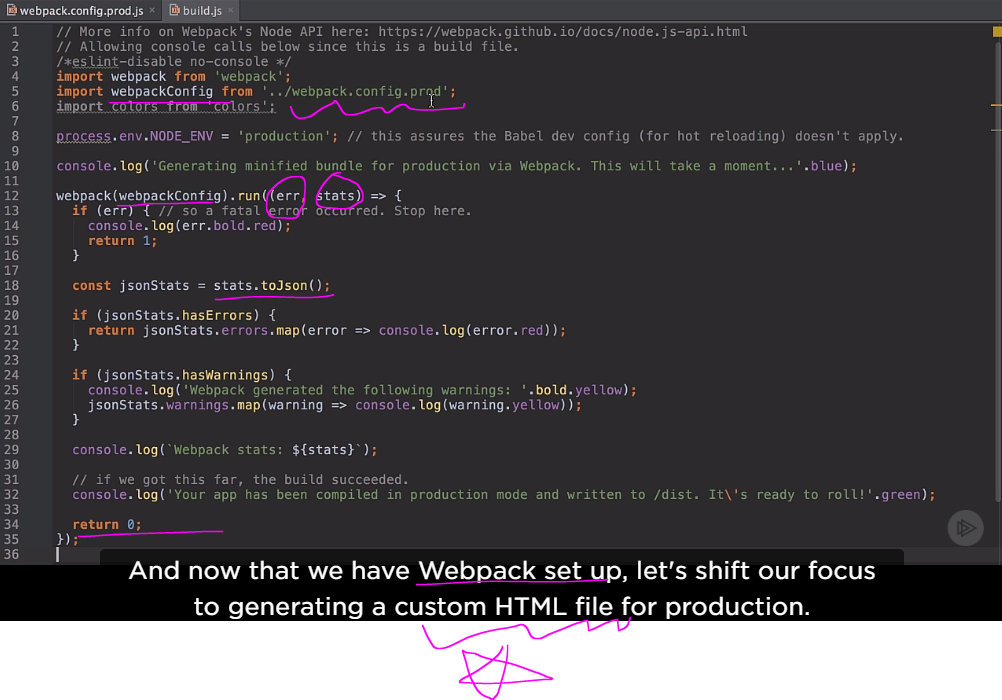 webpack.config.prod.js × build.js ×
1 // More info on Webpack's Node API here: https://webpack.github.io/docs/node.js-api.html
2 // Allowing console calls below since this is a build file.
3 /*eslint-disable no-console */
4 import webpack from 'webpack';
5 import webpackConfig from '../webpack.config.prod';
6 import colors from 'colors';
7
8 process.env.NODE_ENV = 'production'; // this assures the Babel dev config (for hot reloading) doesn't apply.
9
10 console.log('Generating minified bundle for production via Webpack. This will take a moment...'.blue);
11
12 webpack(webpackConfig).run((err, stats) => {
13 if (err) { // so a fatal error occurred. Stop here.
14 console.log(err.bold.red);
15 return 1;
16 }
17
18 const jsonStats = stats.toJson();
19
20 if (jsonStats.hasErrors) {
21 return jsonStats.errors.map(error => console.log(error.red));
22 }
23
24 if (jsonStats.hasWarnings) {
25 console.log('Webpack generated the following warnings: '.bold.yellow);
26 jsonStats.warnings.map(warning => console.log(warning.yellow));
27 }
28
29 console.log(`Webpack stats: ${stats}`);
30
31 // if we got this far, the build succeeded.
32 console.log('Your app has been compiled in production mode and written to /dist. It\'s ready to roll!'.green);
33
34 return 0;
35 });
36
And now that we have Webpack set up, let's shift our focus
to generating a custom HTML file for production.